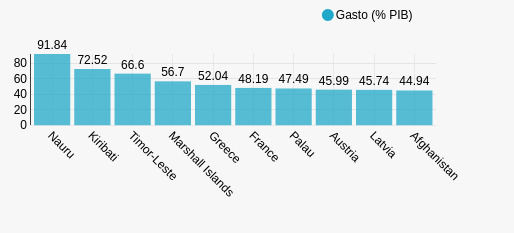 Gasto (% PIB)
91.84
72.52
66.6
56.7
52.04
48.19
47.49
45.99
45.74
44.94
80
60
40
20
0
Nauru
Kiribati
Timor-Leste
Marshall Islands
Greece
France
Palau
Austria
Latvia
Afghanistan